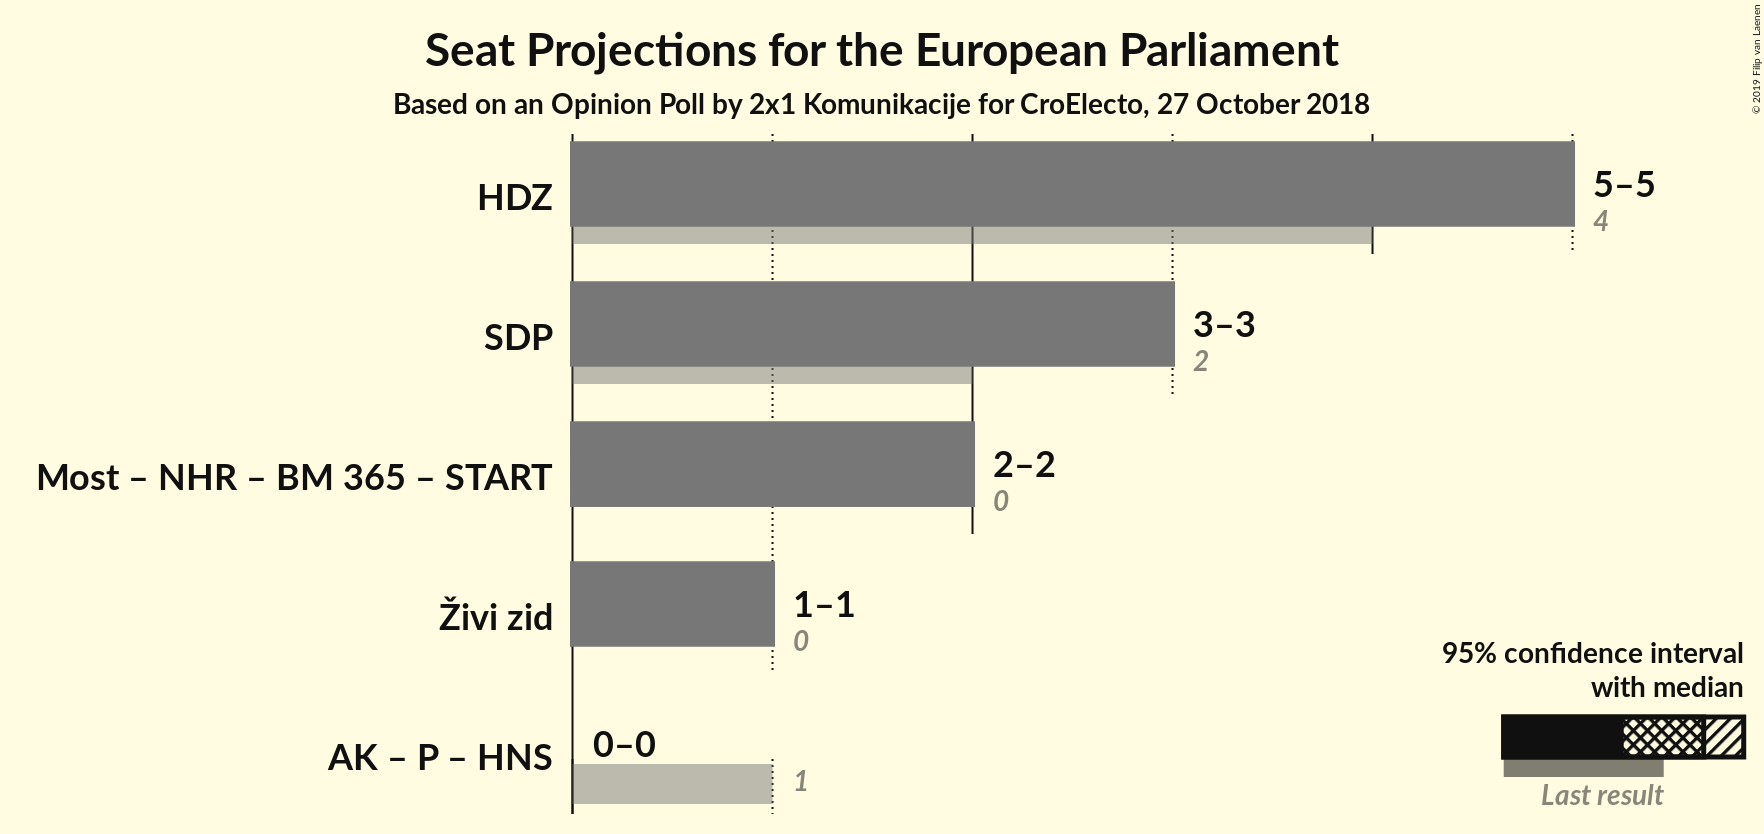 Seat Projections for the European Parliament
Based on an Opinion Poll by 2x1 Komunikacije for CroElecto, 27 October 2018
© 2019 Filip van Laenen
HDZ
5–5
4
SDP
3–3
2
Most – NHR – BM 365 – START
2–2
0
Živi zid
1–1
0
AK – P – HNS
0–0
1
95% confidence interval
with median
Last result